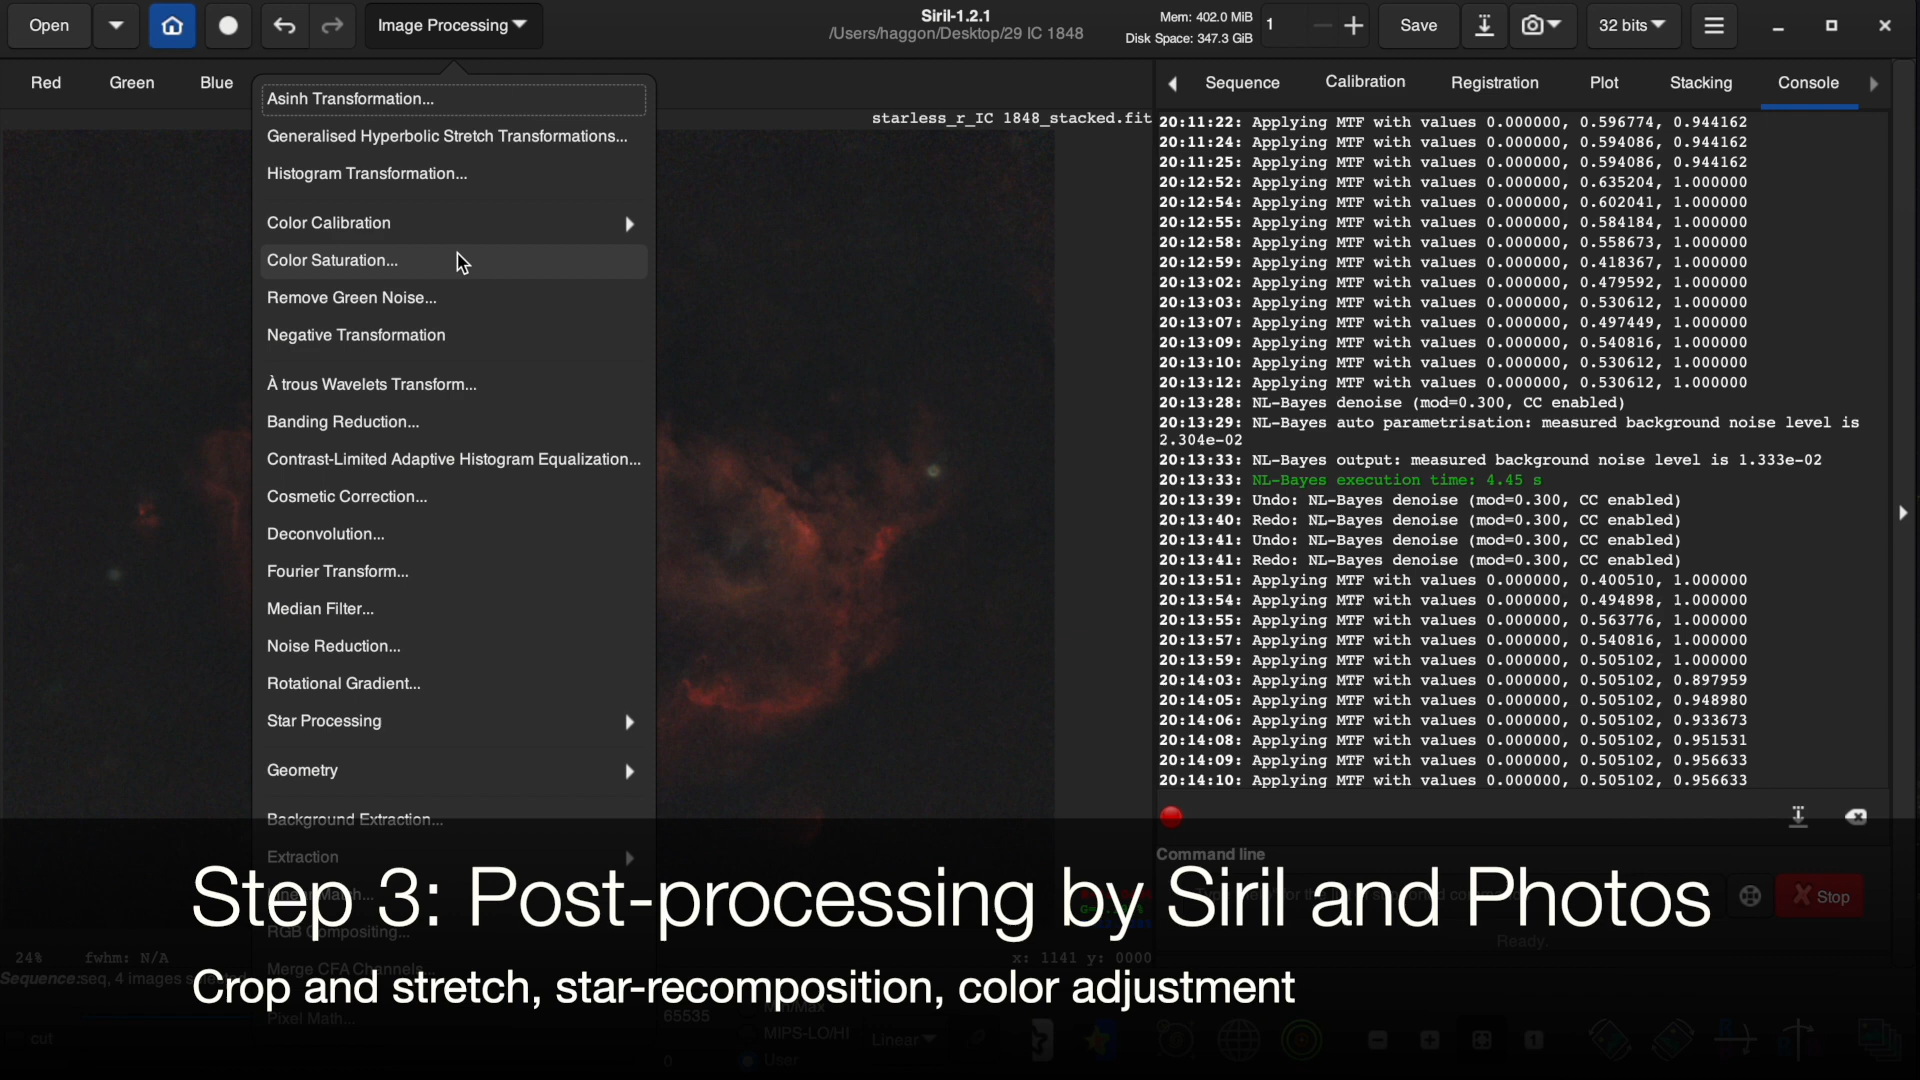 Open
Image Processing
Siril-1.2.1
/Users/haggon/Desktop/29 IC 1848
Mem: 402.0 MiB
Disk Space: 347.3 GiB
1
Save
32 bits
Red
Green
Blue
Sequence
Calibration
Registration
Plot
Stacking
Console
starless_r_IC 1848_stacked.fit
Asinh Transformation...
Generalised Hyperbolic Stretch Transformations...
Histogram Transformation...
Color Calibration
Color Saturation...
Remove Green Noise...
Negative Transformation
À trous Wavelets Transform...
Banding Reduction...
Contrast-Limited Adaptive Histogram Equalization...
Cosmetic Correction...
Deconvolution...
Fourier Transform...
Median Filter...
Noise Reduction...
Rotational Gradient...
Star Processing
Geometry
Background Extraction...
Extraction
RGB Compositing...
Merge CFA Channels...
Pixel Math...
20:11:22: Applying MTF with values 0.000000, 0.596774, 0.944162
20:11:24: Applying MTF with values 0.000000, 0.594086, 0.944162
20:11:25: Applying MTF with values 0.000000, 0.594086, 0.944162
20:12:52: Applying MTF with values 0.000000, 0.635204, 1.000000
20:12:54: Applying MTF with values 0.000000, 0.602041, 1.000000
20:12:55: Applying MTF with values 0.000000, 0.584184, 1.000000
20:12:58: Applying MTF with values 0.000000, 0.558673, 1.000000
20:12:59: Applying MTF with values 0.000000, 0.418367, 1.000000
20:13:02: Applying MTF with values 0.000000, 0.479592, 1.000000
20:13:03: Applying MTF with values 0.000000, 0.530612, 1.000000
20:13:07: Applying MTF with values 0.000000, 0.497449, 1.000000
20:13:09: Applying MTF with values 0.000000, 0.540816, 1.000000
20:13:10: Applying MTF with values 0.000000, 0.530612, 1.000000
20:13:12: Applying MTF with values 0.000000, 0.530612, 1.000000
20:13:28: NL-Bayes denoise (mod=0.300, CC enabled)
20:13:29: NL-Bayes auto parametrisation: measured background noise level is
2.304e-02
20:13:33: NL-Bayes output: measured background noise level is 1.333e-02
20:13:33: NL-Bayes execution time: 4.45 s
20:13:39: Undo: NL-Bayes denoise (mod=0.300, CC enabled)
20:13:40: Redo: NL-Bayes denoise (mod=0.300, CC enabled)
20:13:41: Undo: NL-Bayes denoise (mod=0.300, CC enabled)
20:13:41: Redo: NL-Bayes denoise (mod=0.300, CC enabled)
20:13:51: Applying MTF with values 0.000000, 0.400510, 1.000000
20:13:54: Applying MTF with values 0.000000, 0.494898, 1.000000
20:13:55: Applying MTF with values 0.000000, 0.563776, 1.000000
20:13:57: Applying MTF with values 0.000000, 0.540816, 1.000000
20:13:59: Applying MTF with values 0.000000, 0.505102, 1.000000
20:14:03: Applying MTF with values 0.000000, 0.505102, 0.897959
20:14:05: Applying MTF with values 0.000000, 0.505102, 0.948980
20:14:06: Applying MTF with values 0.000000, 0.505102, 0.933673
20:14:08: Applying MTF with values 0.000000, 0.505102, 0.951531
20:14:09: Applying MTF with values 0.000000, 0.505102, 0.956633
20:14:10: Applying MTF with values 0.000000, 0.505102, 0.956633
Command line
Stop
Ready.
Step 3: Post-processing by Siril and Photos
Crop and stretch, star-recomposition, color adjustment
24%
fwhm: N/A
x: 1141 y: 0000
Sequence:seq, 4 images
cut
65535
0
Min/Max
MIPS-LO/HI
User
Linear